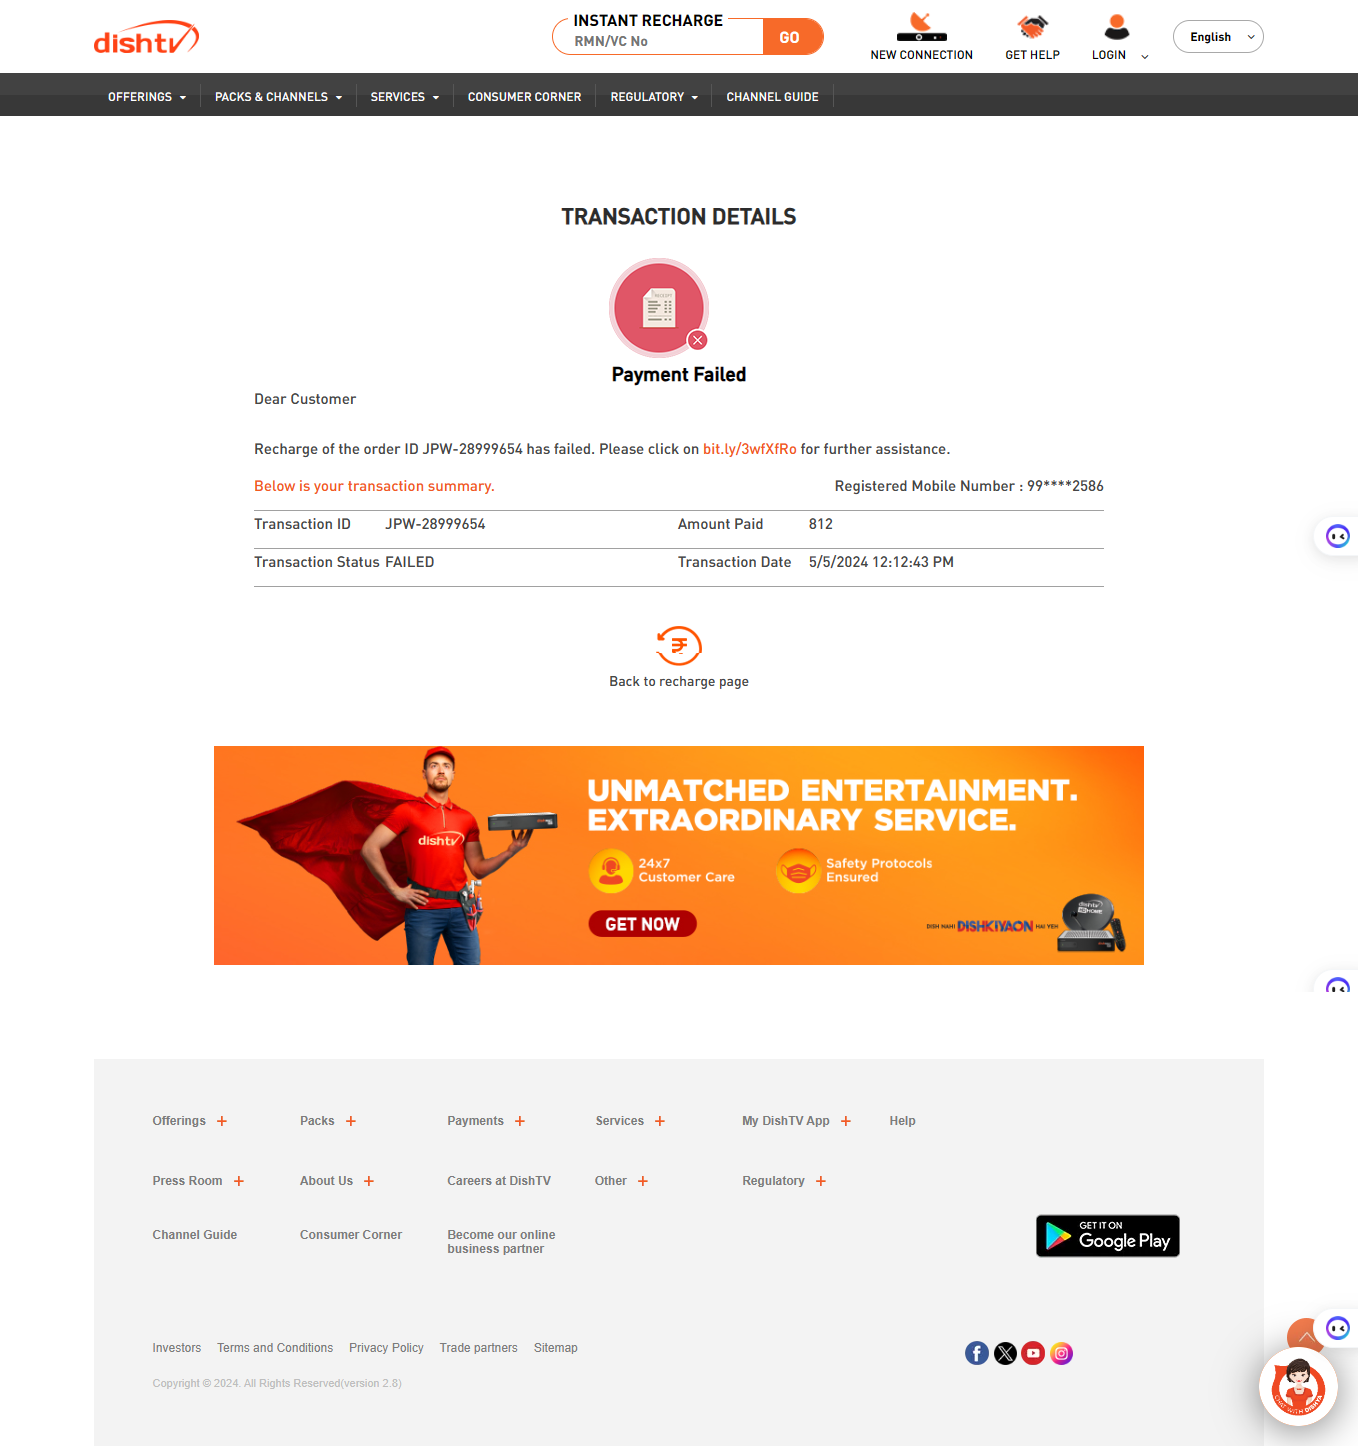 dishtv
INSTANT RECHARGE
RMN/VC No
GO
NEW CONNECTION
GET HELP
LOGIN
English
OFFERINGS
PACKS & CHANNELS
SERVICES
CONSUMER CORNER
REGULATORY
CHANNEL GUIDE
TRANSACTION DETAILS
RECEIPT
Payment Failed
Dear Customer
Recharge of the order ID JPW-28999654 has failed. Please click on bit.ly/3wfXfRo for further assistance.
Below is your transaction summary. Registered Mobile Number : 99****2586
Transaction ID JPW-28999654 Amount Paid 812
Transaction Status FAILED Transaction Date 5/5/2024 12:12:43 PM
Back to recharge page
dishtv
UNMATCHED ENTERTAINMENT.
EXTRAORDINARY SERVICE.
24x7
Customer Care
Safety Protocols
Ensured
GET NOW
DISH NAHI DISHKIYAON HAI YEH
dishtv
Offerings + Packs + Payments + Services + My DishTV App + Help
Press Room + About Us + Careers at DishTV Other + Regulatory +
Channel Guide Consumer Corner Become our online
business partner
GET IT ON
Google Play
Investors Terms and Conditions Privacy Policy Trade partners Sitemap
Copyright © 2024. All Rights Reserved(version 2.8)
CHAT WITH DISHTA